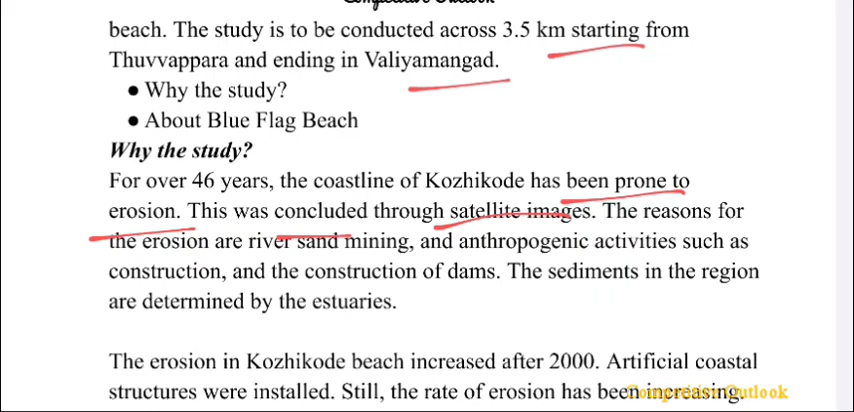 Competitive Outlook
beach. The study is to be conducted across 3.5 km starting from
Thuvvappara and ending in Valiyamangad.
● Why the study?
● About Blue Flag Beach
Why the study?
For over 46 years, the coastline of Kozhikode has been prone to
erosion. This was concluded through satellite images. The reasons for
the erosion are river sand mining, and anthropogenic activities such as
construction, and the construction of dams. The sediments in the region
are determined by the estuaries.
The erosion in Kozhikode beach increased after 2000. Artificial coastal
structures were installed. Still, the rate of erosion has been increasing.
Outlook